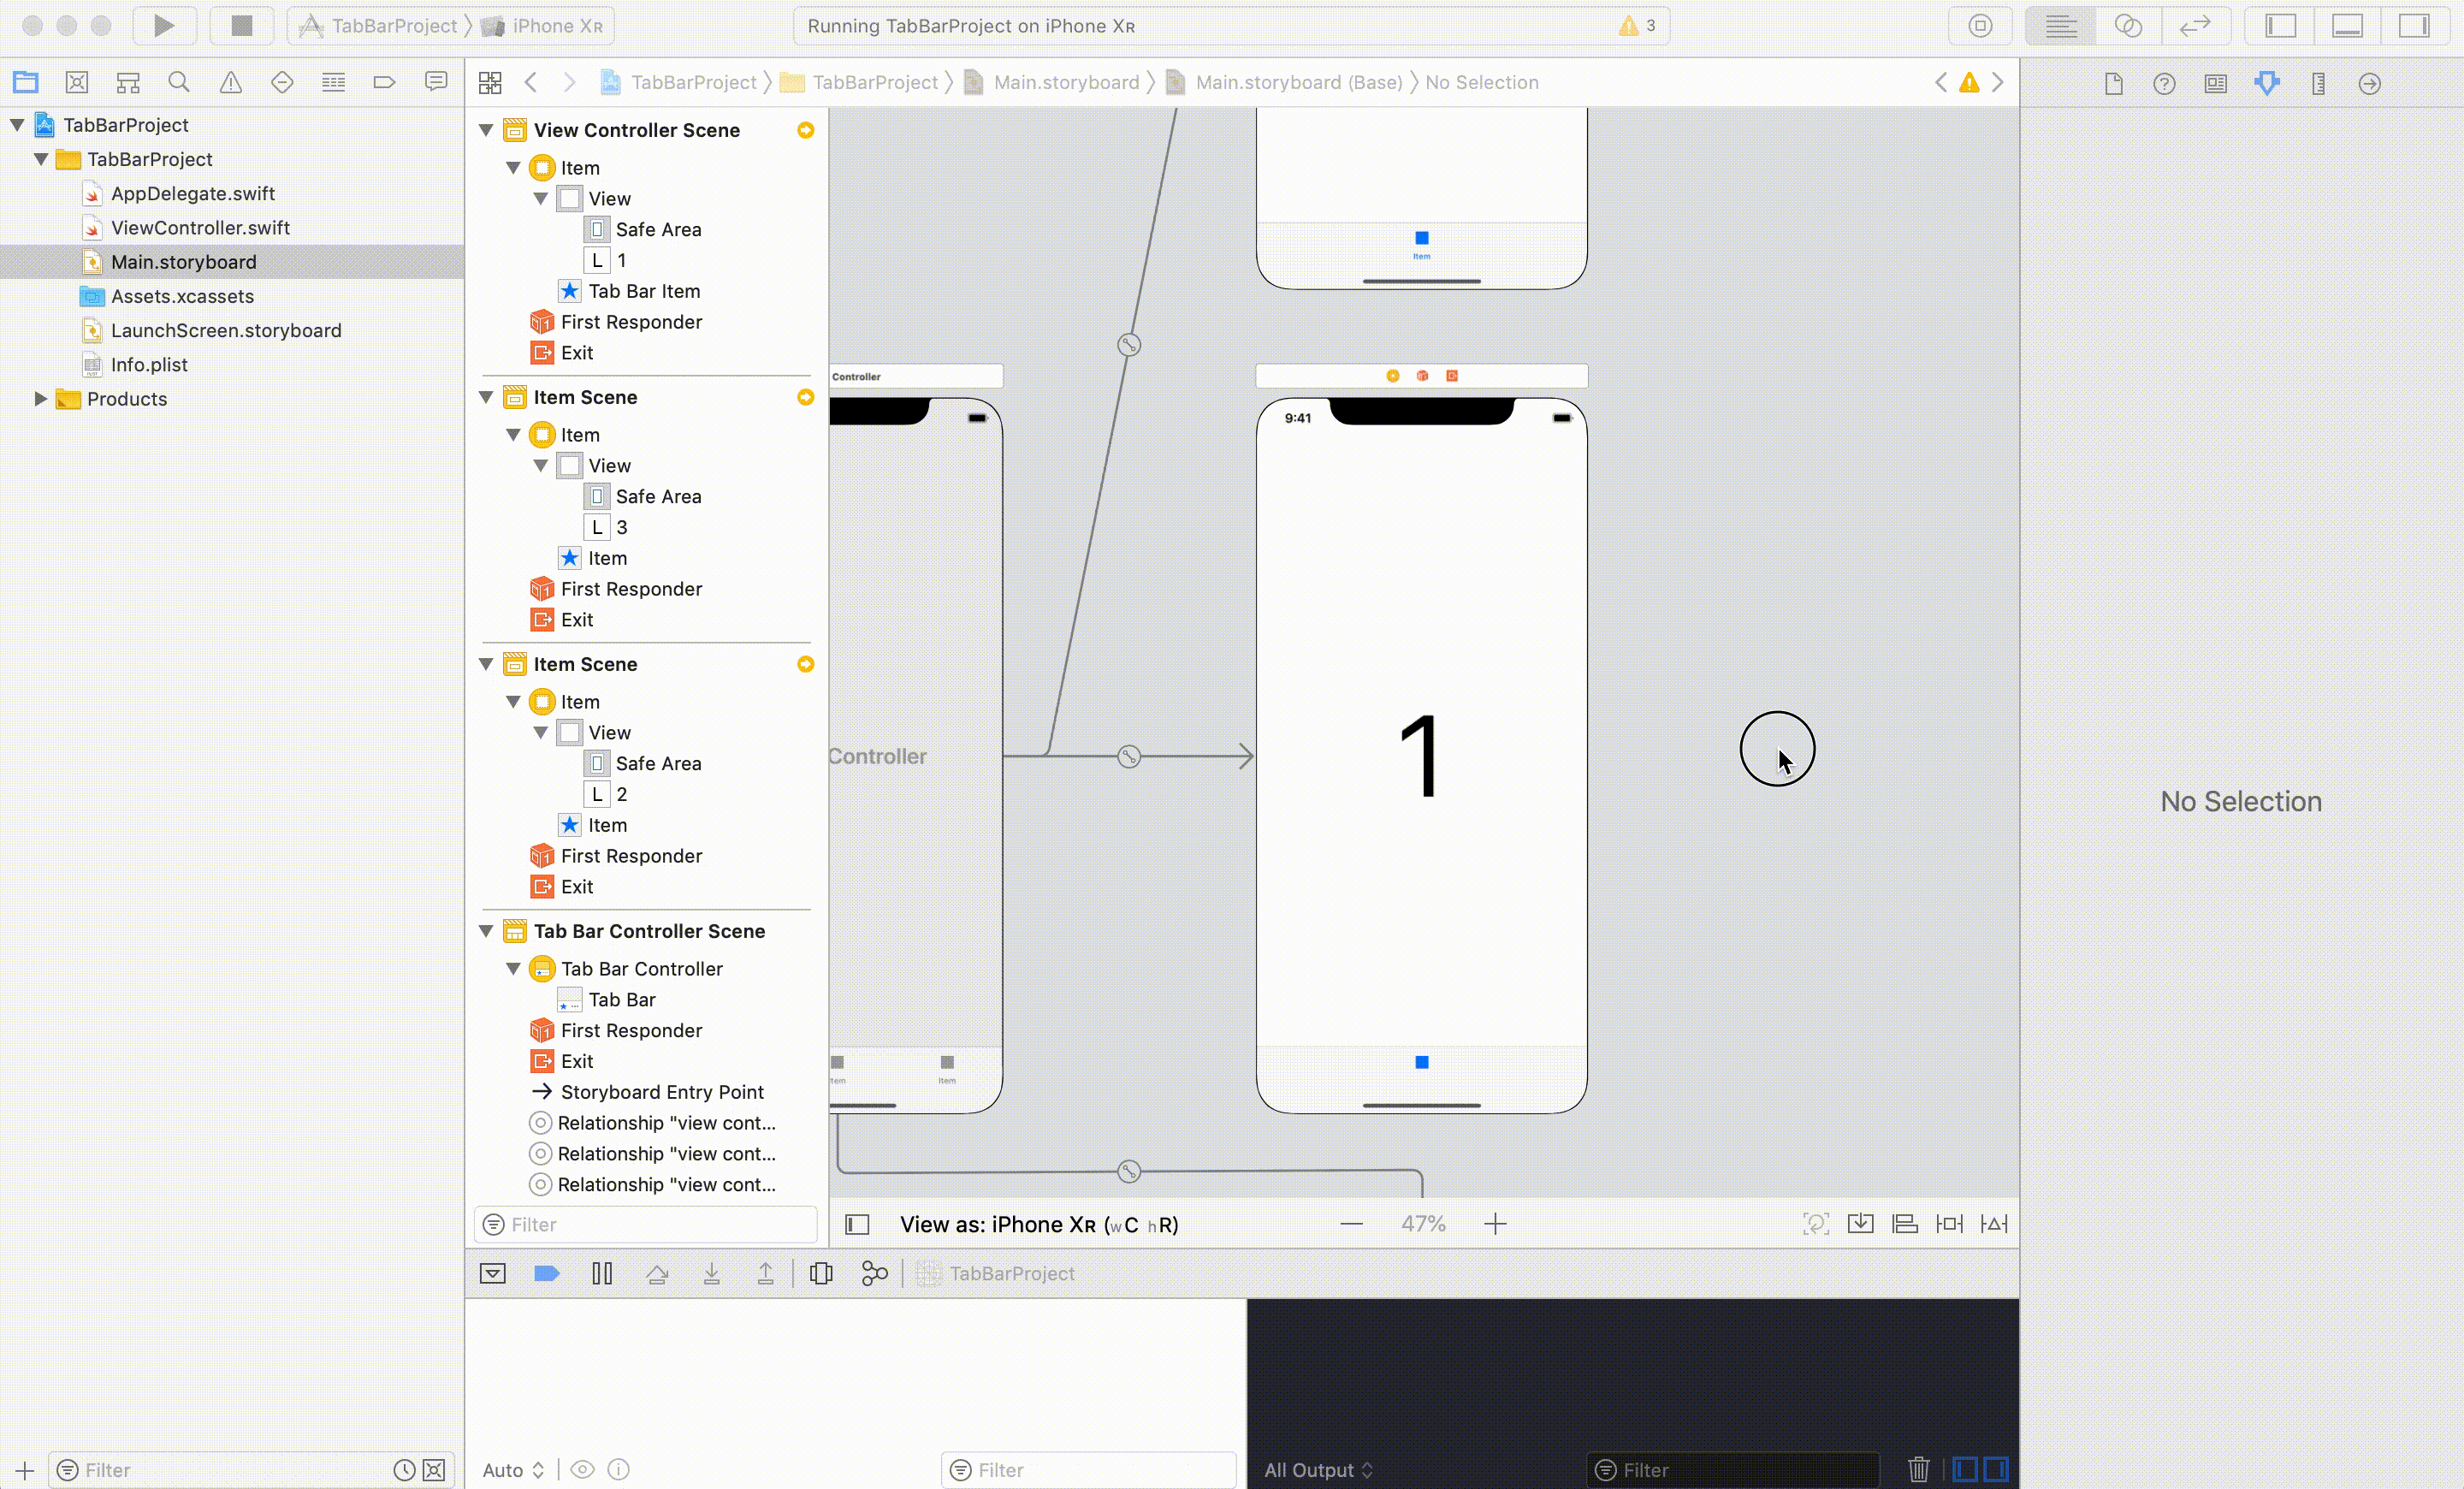 TabBarProject iPhone XR
Running TabBarProject on iPhone XR
3
TabBarProject TabBarProject Main.storyboard Main.storyboard (Base) No Selection
TabBarProject
TabBarProject
AppDelegate.swift
ViewController.swift
Main.storyboard
Assets.xcassets
LaunchScreen.storyboard
Info.plist
Products
Filter
View Controller Scene
Item
View
Safe Area
L 1
Tab Bar Item
First Responder
Exit
Item Scene
Item
View
Safe Area
L 3
Item
First Responder
Exit
Item Scene
Item
View
Safe Area
L 2
Item
First Responder
Exit
Tab Bar Controller Scene
Tab Bar Controller
Tab Bar
First Responder
Exit
Storyboard Entry Point
Relationship "view cont...
Relationship "view cont...
Relationship "view cont...
Filter
Item
Controller
9:41
Controller
1
Item
Item
View as: iPhone XR (wC hR)
47%
TabBarProject
Auto
Filter
All Output
Filter
No Selection